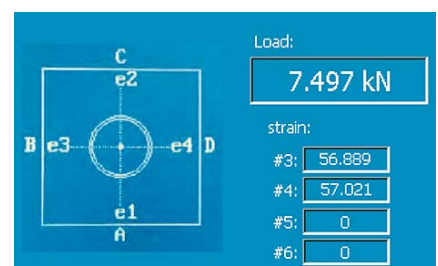 C
e2
B e3 e4 D
e1
A
Load:
7.497 kN
strain:
#3: 56.889
#4: 57.021
#5: 0
#6: 0